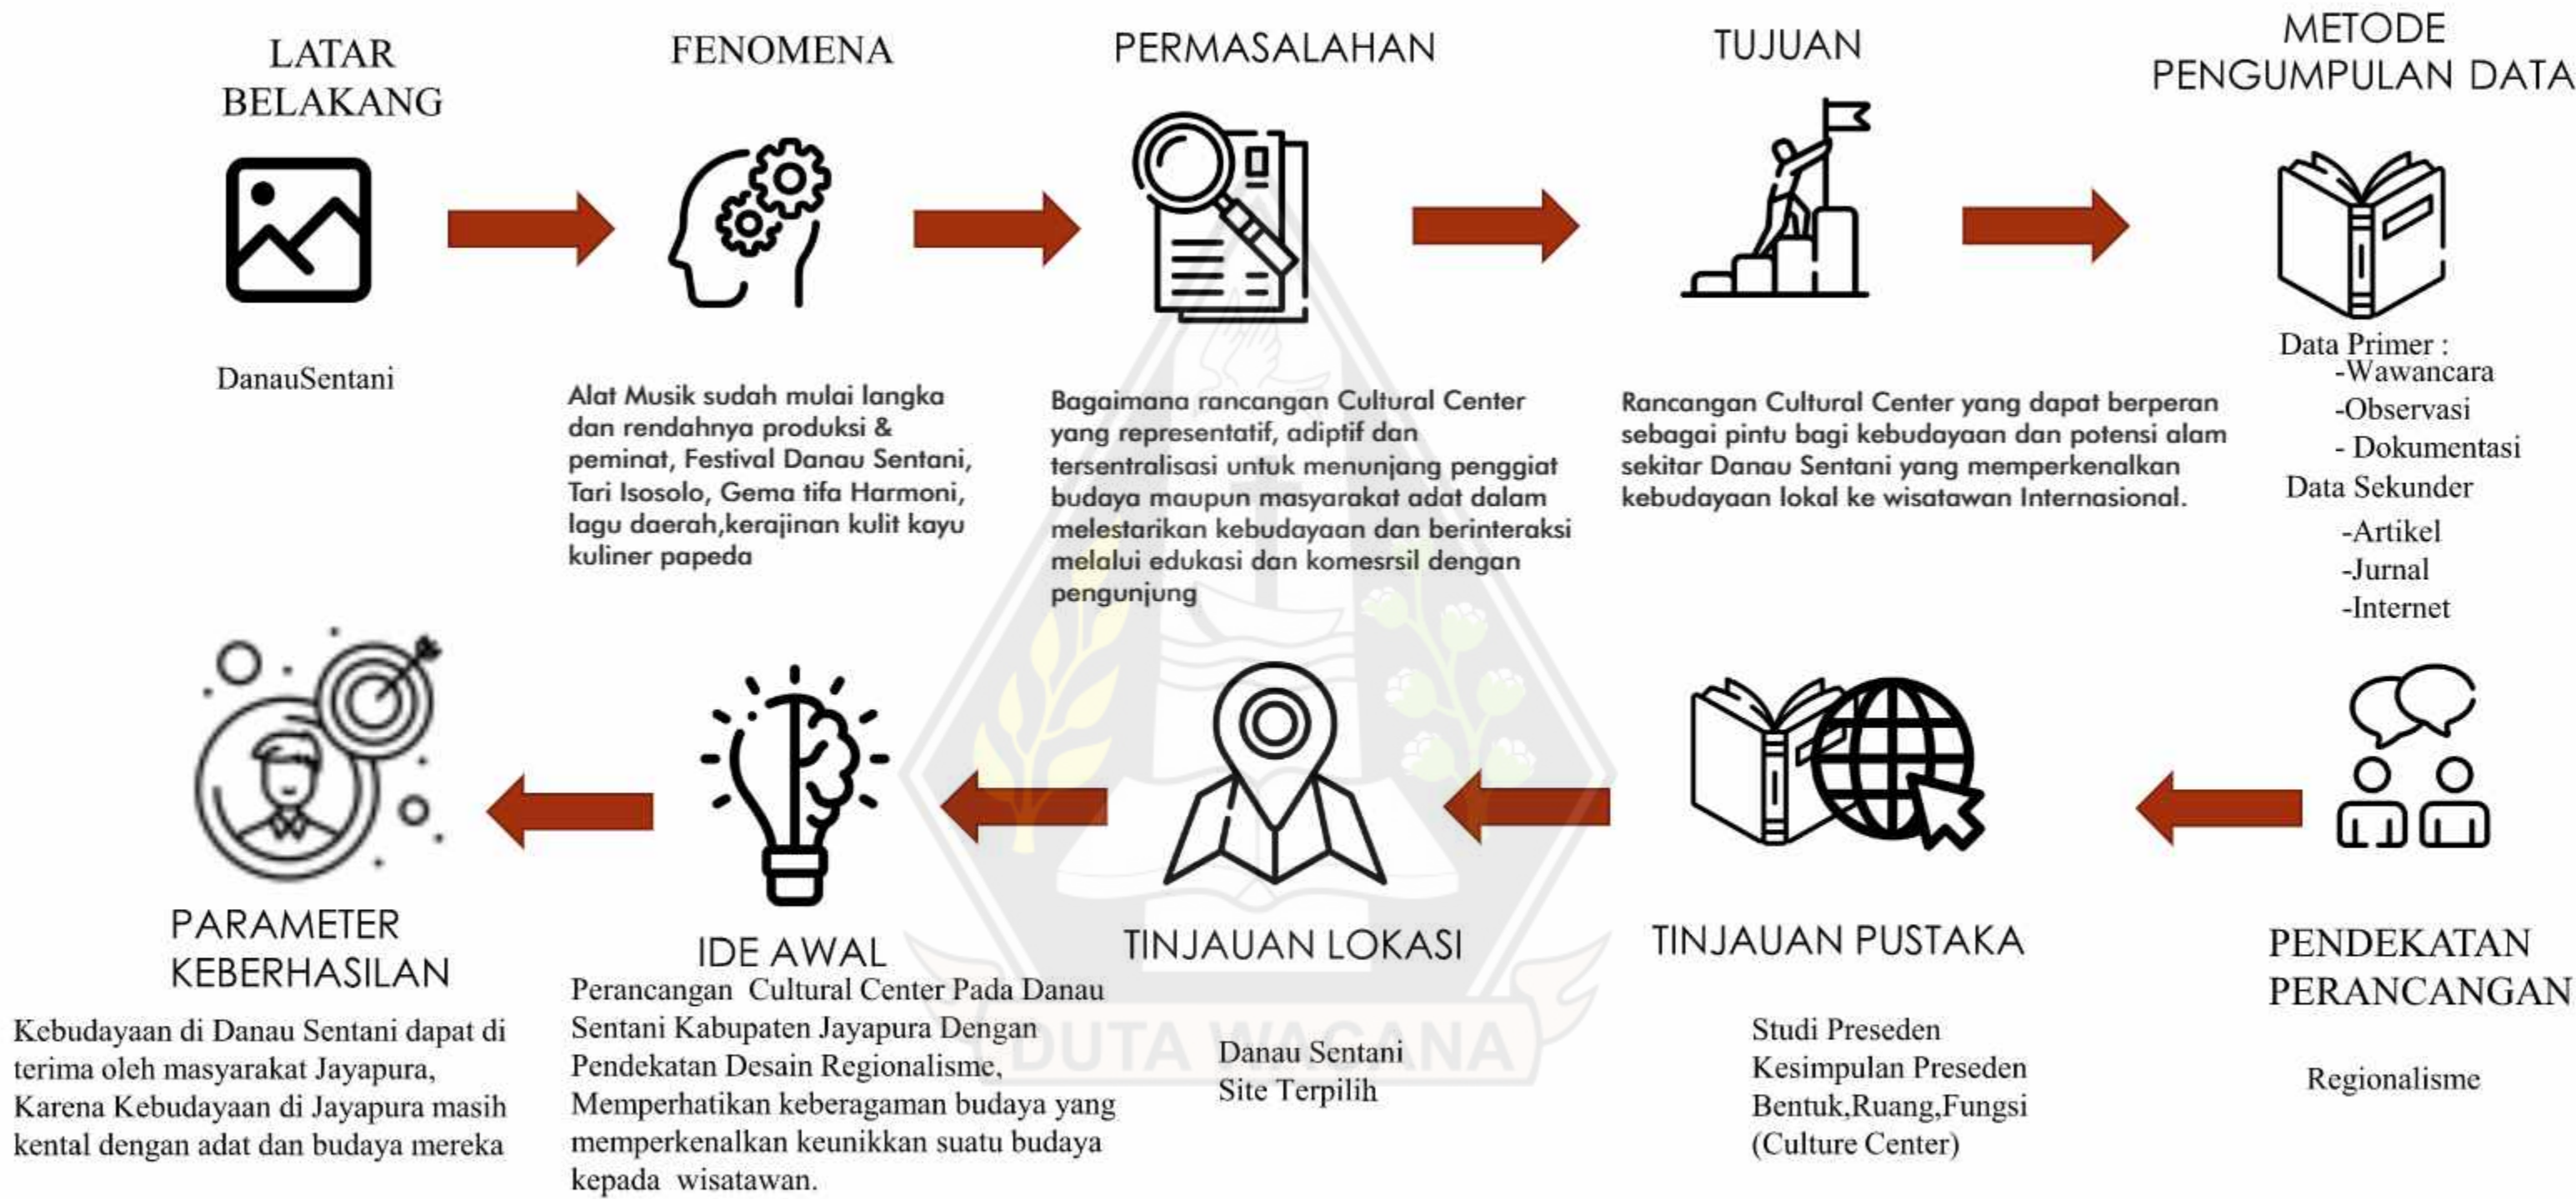 LATAR
BELAKANG
DanauSentani
FENOMENA
Alat Musik sudah mulai langka
dan rendahnya produksi &
peminat, Festival Danau Sentani,
Tari Isosolo, Gema tifa Harmoni,
lagu daerah,kerajinan kulit kayu
kuliner papeda
PERMASALAHAN
Bagaimana rancangan Cultural Center
yang representatif, adiptif dan
tersentralisasi untuk menunjang penggiat
budaya maupun masyarakat adat dalam
melestarikan kebudayaan dan berinteraksi
melalui edukasi dan komesrsil dengan
pengunjung
TUJUAN
Rancangan Cultural Center yang dapat berperan
sebagai pintu bagi kebudayaan dan potensi alam
sekitar Danau Sentani yang memperkenalkan
kebudayaan lokal ke wisatawan Internasional.
METODE
PENGUMPULAN DATA
Data Primer :
-Wawancara
-Observasi
- Dokumentasi
Data Sekunder
-Artikel
-Jurnal
-Internet
PENDEKATAN
PERANCANGAN
Regionalisme
TINJAUAN PUSTAKA
Studi Preseden
Kesimpulan Preseden
Bentuk,Ruang,Fungsi
(Culture Center)
TINJAUAN LOKASI
Danau Sentani
Site Terpilih
IDE AWAL
Perancangan Cultural Center Pada Danau
Sentani Kabupaten Jayapura Dengan
Pendekatan Desain Regionalisme,
Memperhatikan keberagaman budaya yang
memperkenalkan keunikkan suatu budaya
kepada wisatawan.
PARAMETER
KEBERHASILAN
Kebudayaan di Danau Sentani dapat di
terima oleh masyarakat Jayapura,
Karena Kebudayaan di Jayapura masih
kental dengan adat dan budaya mereka
DUTA WACANA